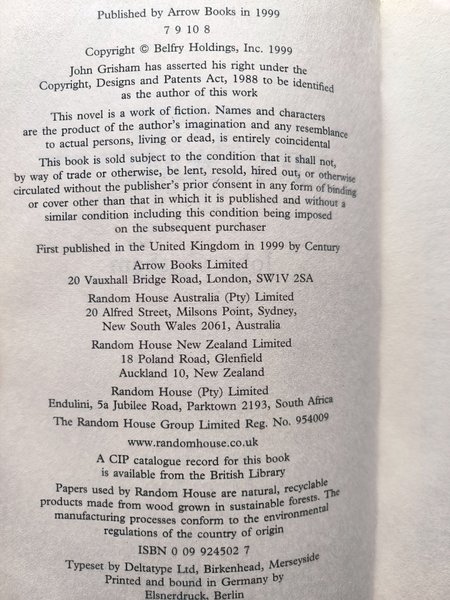 Published by Arrow Books in 1999
7 9 10 8
Copyright © Belfry Holdings, Inc. 1999
John Grisham has asserted his right under the
Copyright, Designs and Patents Act, 1988 to be identified
as the author of this work
This novel is a work of fiction. Names and characters
are the product of the author's imagination and any resemblance
to actual persons, living or dead, is entirely coincidental
This book is sold subject to the condition that it shall not,
by way of trade or otherwise, be lent, resold, hired out, or otherwise
circulated without the publisher's prior consent in any form of binding
or cover other than that in which it is published and without a
similar condition including this condition being imposed
on the subsequent purchaser
First published in the United Kingdom in 1999 by Century
Arrow Books Limited
20 Vauxhall Bridge Road, London, SW1V 2SA
Random House Australia (Pty) Limited
20 Alfred Street, Milsons Point, Sydney,
New South Wales 2061, Australia
Random House New Zealand Limited
18 Poland Road, Glenfield
Auckland 10, New Zealand
Random House (Pty) Limited
Endulini, 5a Jubilee Road, Parktown 2193, South Africa
The Random House Group Limited Reg. No. 954009
www.randomhouse.co.uk
A CIP catalogue record for this book
is available from the British Library
Papers used by Random House are natural, recyclable
products made from wood grown in sustainable forests. The
manufacturing processes conform to the environmental
regulations of the country of origin
ISBN 0 09 924502 7
Typeset by Deltatype Ltd, Birkenhead, Merseyside
Printed and bound in Germany by
Elsnerdruck, Berlin